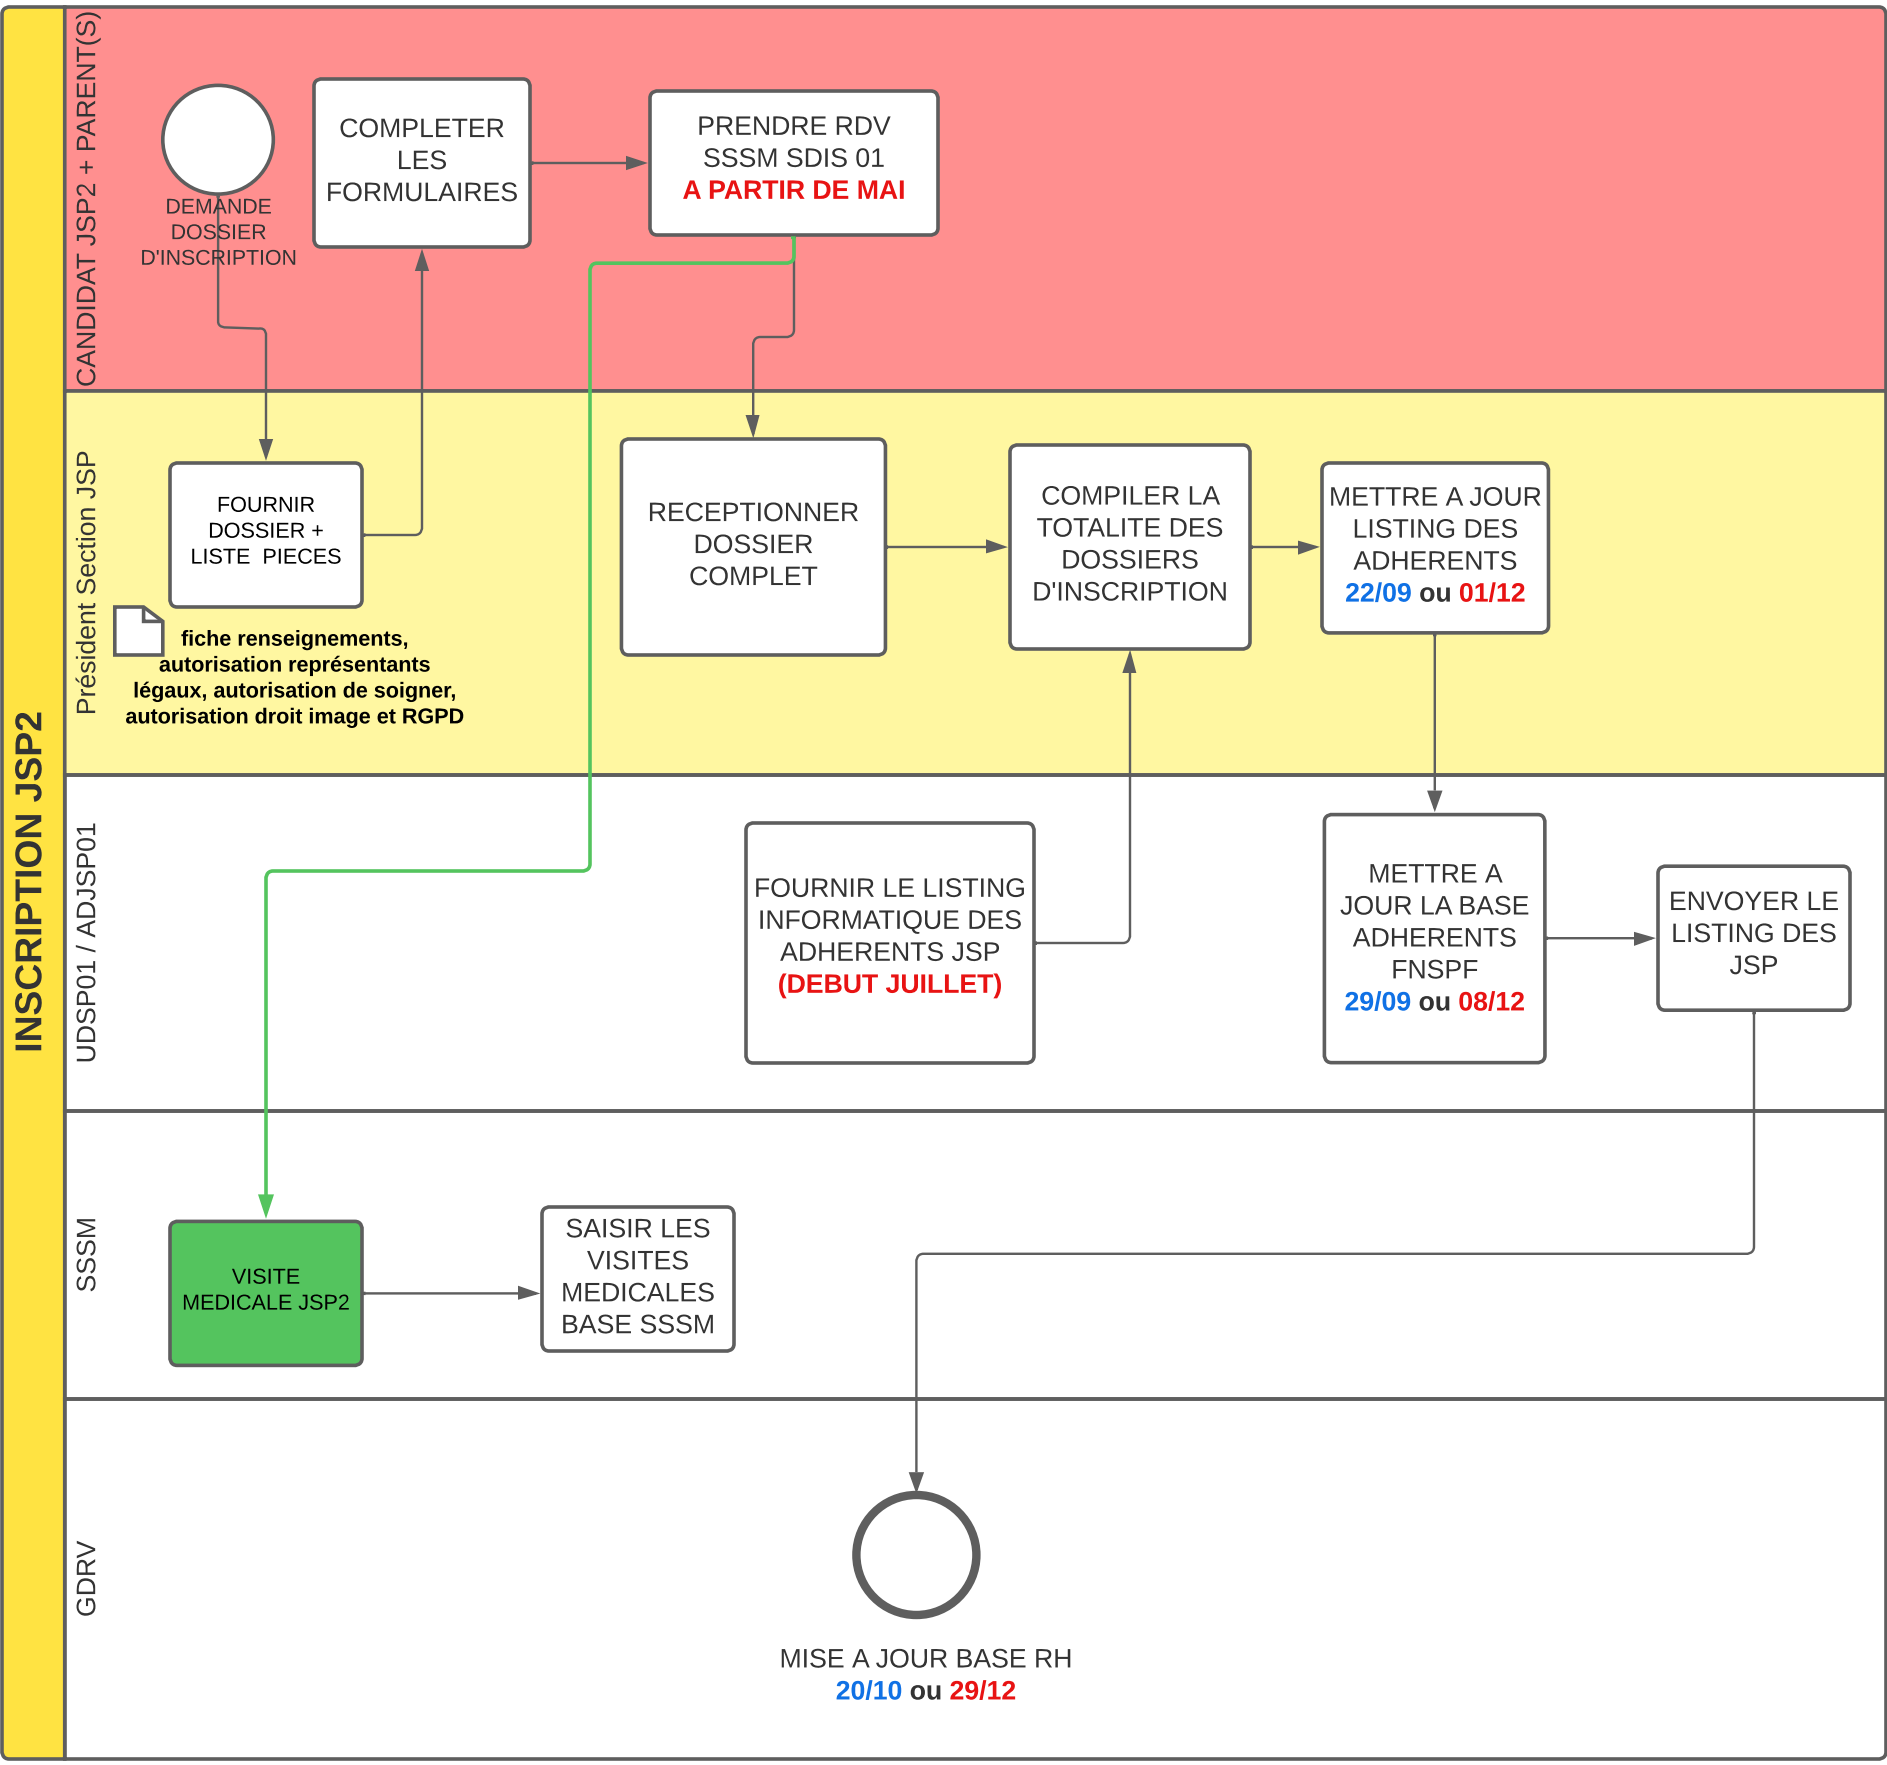 INSCRIPTION JSP2
CANDIDAT JSP2 + PARENT(S)
DEMANDE
DOSSIER
D'INSCRIPTION
COMPLETER
LES
FORMULAIRES
PRENDRE RDV
SSSM SDIS 01
A PARTIR DE MAI
Président Section JSP
FOURNIR
DOSSIER +
LISTE  PIECES
fiche renseignements,
autorisation représentants
légaux, autorisation de soigner,
autorisation droit image et RGPD
RECEPTIONNER
DOSSIER
COMPLET
COMPILER LA
TOTALITE DES
DOSSIERS
D'INSCRIPTION
METTRE A JOUR
LISTING DES
ADHERENTS
22/09 ou 01/12
UDSP01 / ADJSP01
FOURNIR LE LISTING
INFORMATIQUE DES
ADHERENTS JSP
(DEBUT JUILLET)
METTRE A
JOUR LA BASE
ADHERENTS
FNSPF
29/09 ou 08/12
ENVOYER LE
LISTING DES
JSP
SSSM
VISITE
MEDICALE JSP2
SAISIR LES
VISITES
MEDICALES
BASE SSSM
GDRV
MISE A JOUR BASE RH
20/10 ou 29/12